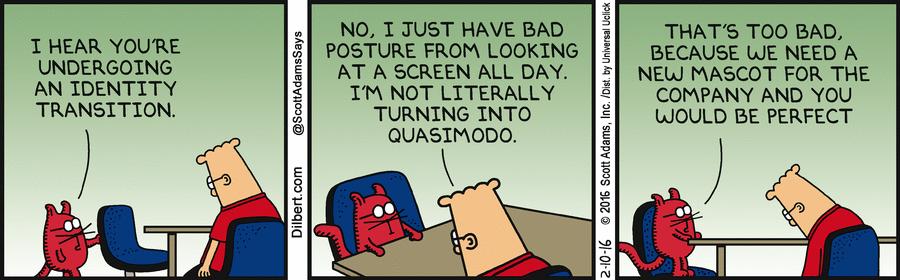 I HEAR YOU'RE
UNDERGOING
AN IDENTITY
TRANSITION.
Dilbert.com @ScottAdamsSays
NO, I JUST HAVE BAD
POSTURE FROM LOOKING
AT A SCREEN ALL DAY.
I'M NOT LITERALLY
TURNING INTO
QUASIMODO.
2-10-16 © 2016 Scott Adams, Inc. /Dist. by Universal Uclick
THAT'S TOO BAD,
BECAUSE WE NEED A
NEW MASCOT FOR THE
COMPANY AND YOU
WOULD BE PERFECT